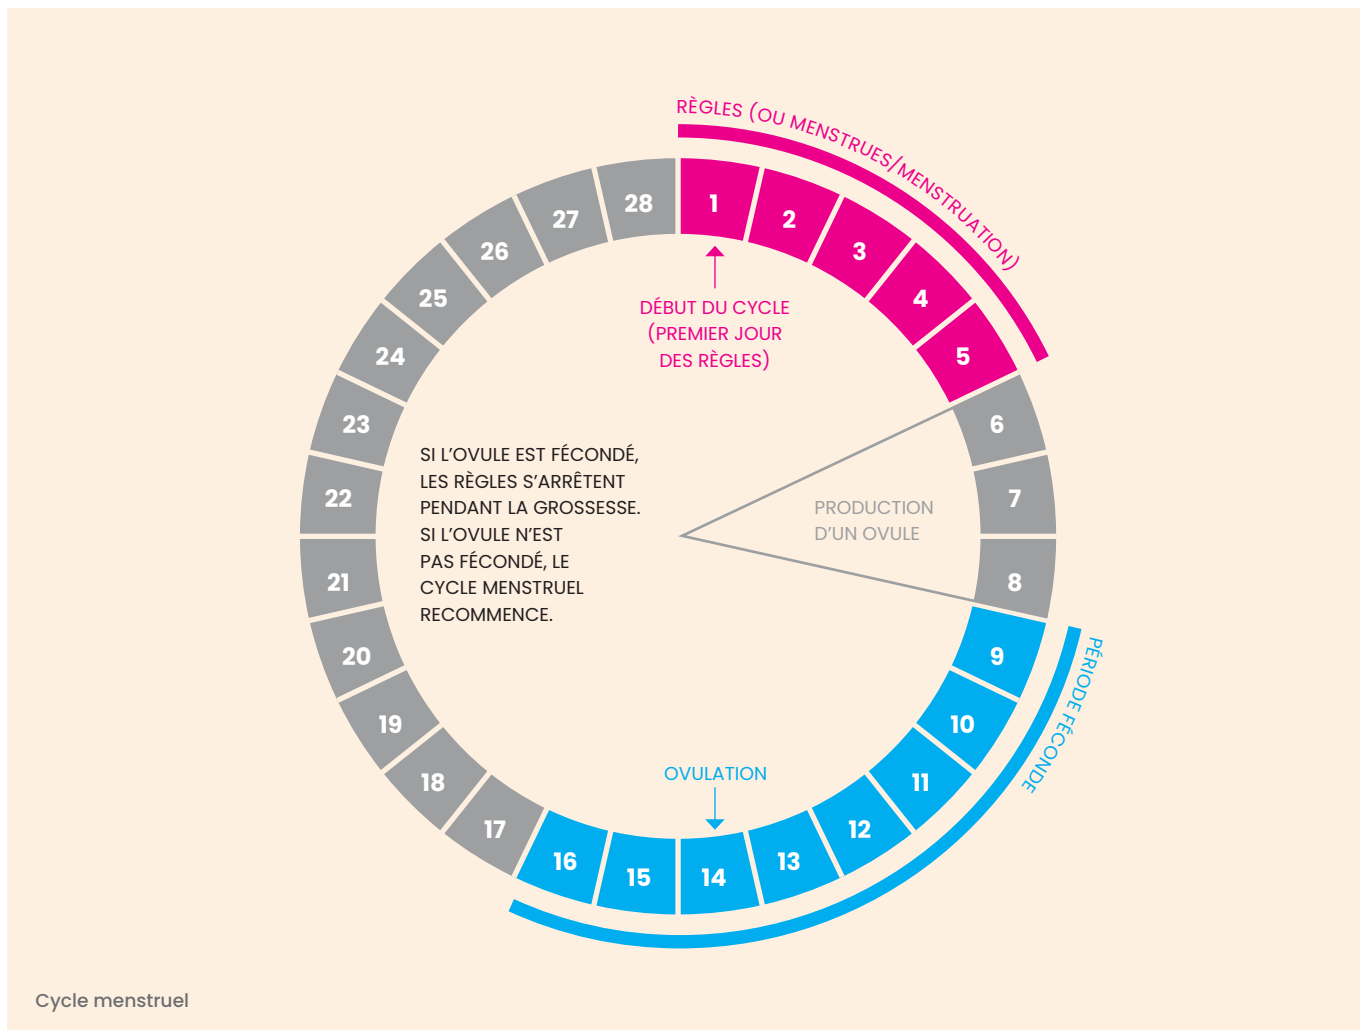 RÈGLES (OU MENSTRUES/MENSTRUATION)
1
2
3
4
5
6
7
8
9
10
11
12
13
14
15
16
17
18
19
20
21
22
23
24
25
26
27
28
DÉBUT DU CYCLE
(PREMIER JOUR
DES RÈGLES)
SI L’OVULE EST FÉCONDÉ,
LES RÈGLES S’ARRÊTENT
PENDANT LA GROSSESSE.
SI L’OVULE N’EST
PAS FÉCONDÉ, LE
CYCLE MENSTRUEL
RECOMMENCE.
PRODUCTION
D’UN OVULE
PÉRIODE FÉCONDE
OVULATION
Cycle menstruel